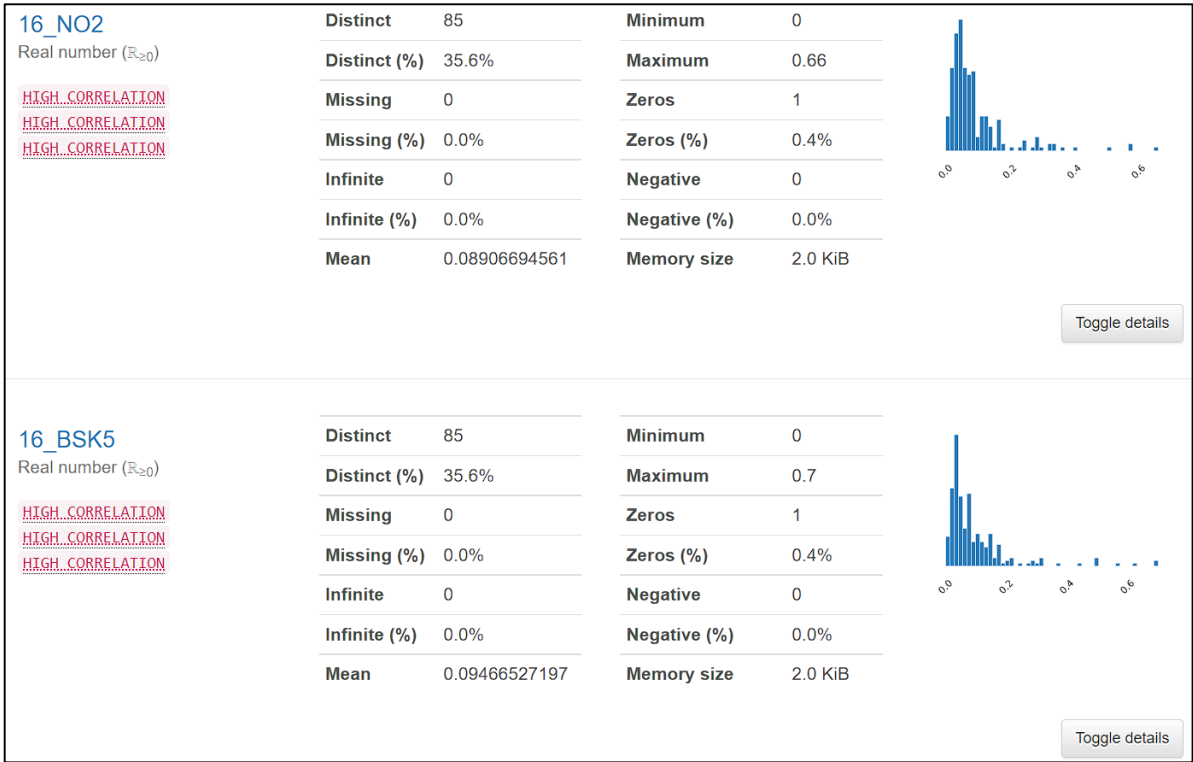 16_NO2
Real number (ℝ≥0)
HIGH CORRELATION
HIGH CORRELATION
HIGH CORRELATION
Distinct 85
Distinct (%) 35.6%
Missing 0
Missing (%) 0.0%
Infinite 0
Infinite (%) 0.0%
Mean 0.08906694561
Minimum 0
Maximum 0.66
Zeros 1
Zeros (%) 0.4%
Negative 0
Negative (%) 0.0%
Memory size 2.0 KiB
0.0 0.2 0.4 0.6
Toggle details
16_BSK5
Real number (ℝ≥0)
HIGH CORRELATION
HIGH CORRELATION
HIGH CORRELATION
Distinct 85
Distinct (%) 35.6%
Missing 0
Missing (%) 0.0%
Infinite 0
Infinite (%) 0.0%
Mean 0.09466527197
Minimum 0
Maximum 0.7
Zeros 1
Zeros (%) 0.4%
Negative 0
Negative (%) 0.0%
Memory size 2.0 KiB
0.0 0.2 0.4 0.6
Toggle details